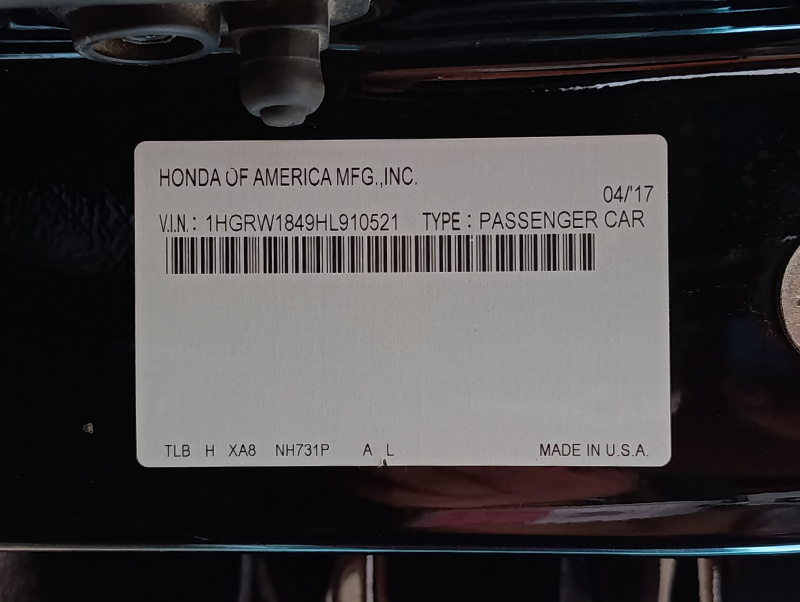 HONDA OF AMERICA MFG.,INC.
04/'17
V.I.N.: 1HGRW1849HL910521 TYPE: PASSENGER CAR
TLB H XA8 NH731P A L MADE IN U.S.A.